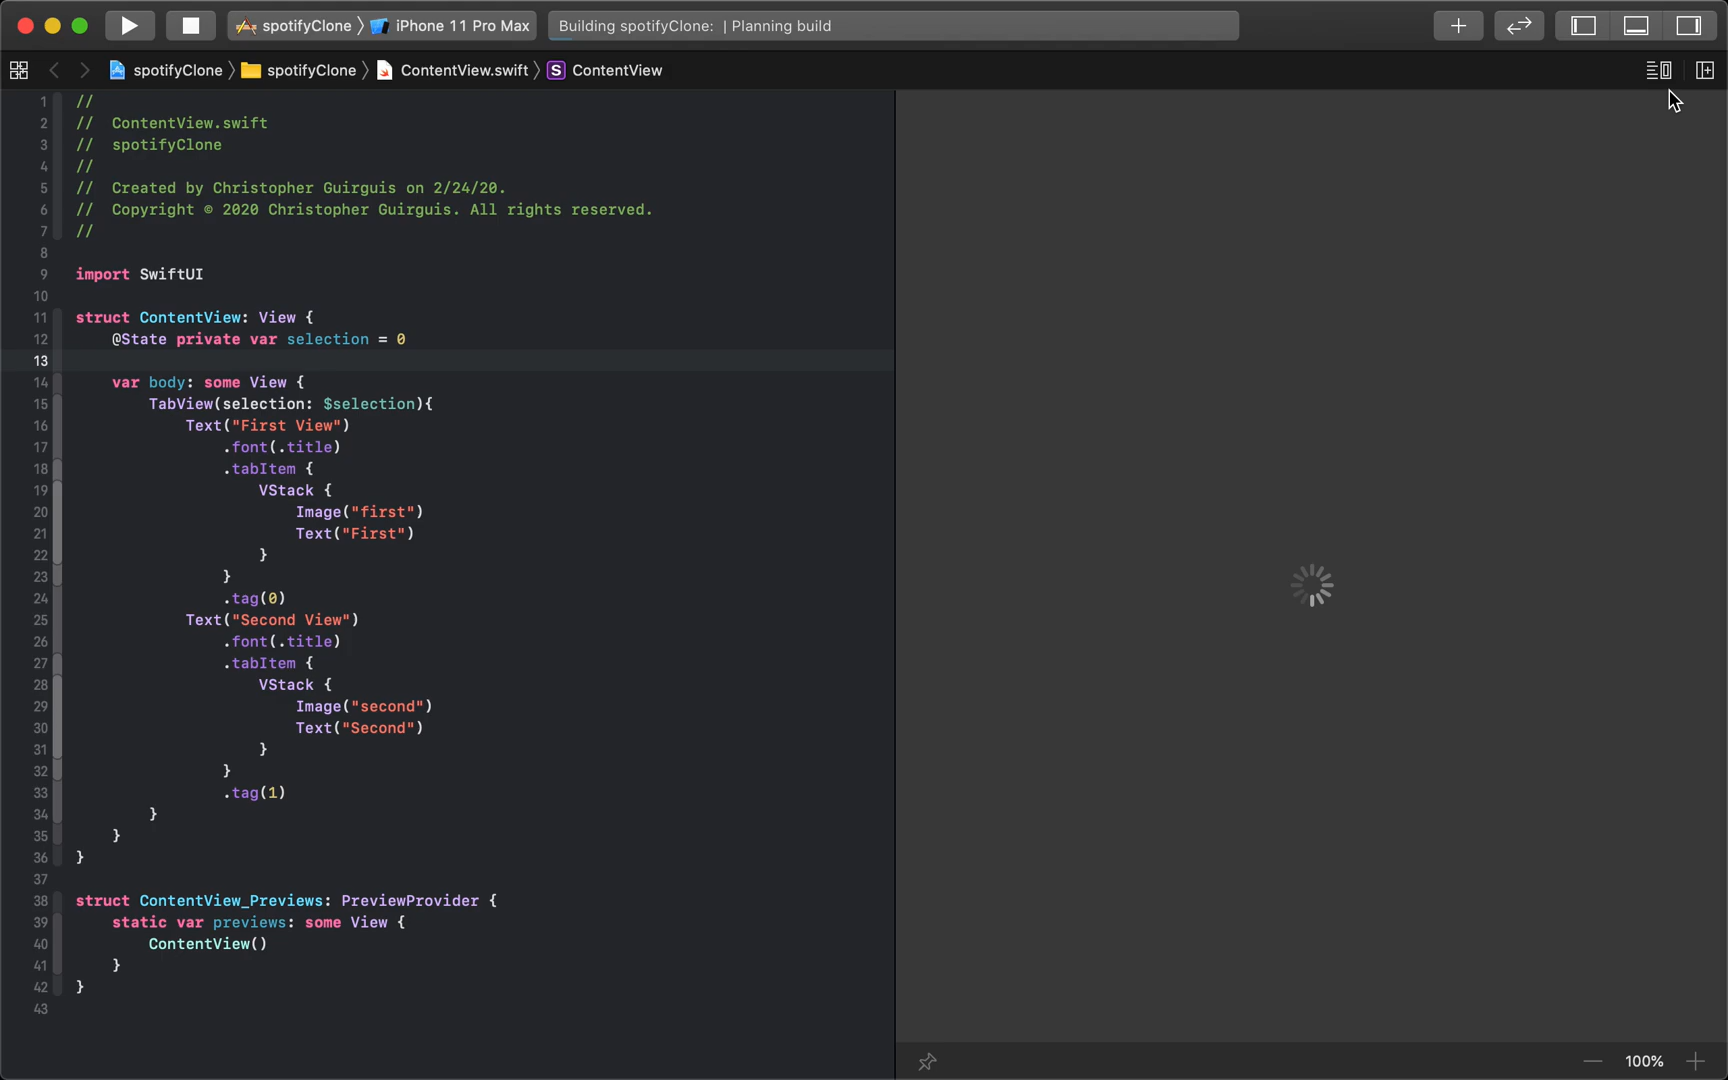 spotifyClone 〉 iPhone 11 Pro Max
Building spotifyClone: | Planning build
spotifyClone 〉 spotifyClone 〉 ContentView.swift 〉 S ContentView
1 //
2 //  ContentView.swift
3 //  spotifyClone
4 //
5 //  Created by Christopher Guirguis on 2/24/20.
6 //  Copyright © 2020 Christopher Guirguis. All rights reserved.
7 //
8
9 import SwiftUI
10
11 struct ContentView: View {
12     @State private var selection = 0
13
14     var body: some View {
15         TabView(selection: $selection){
16             Text("First View")
17                 .font(.title)
18                 .tabItem {
19                     VStack {
20                         Image("first")
21                         Text("First")
22                     }
23                 }
24                 .tag(0)
25             Text("Second View")
26                 .font(.title)
27                 .tabItem {
28                     VStack {
29                         Image("second")
30                         Text("Second")
31                     }
32                 }
33                 .tag(1)
34         }
35     }
36 }
37
38 struct ContentView_Previews: PreviewProvider {
39     static var previews: some View {
40         ContentView()
41     }
42 }
43
100%